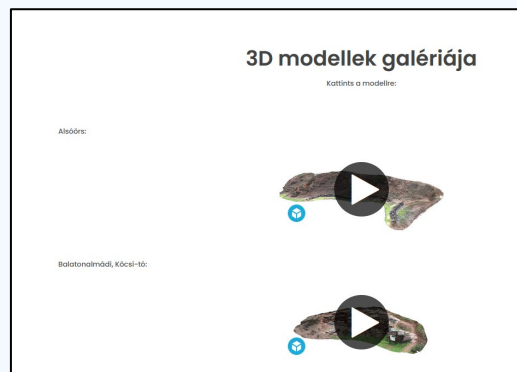 3D modellek galériája
Kattints a modellre:
Alsóörs:
Balatonalmádi, Köcsi-tó: